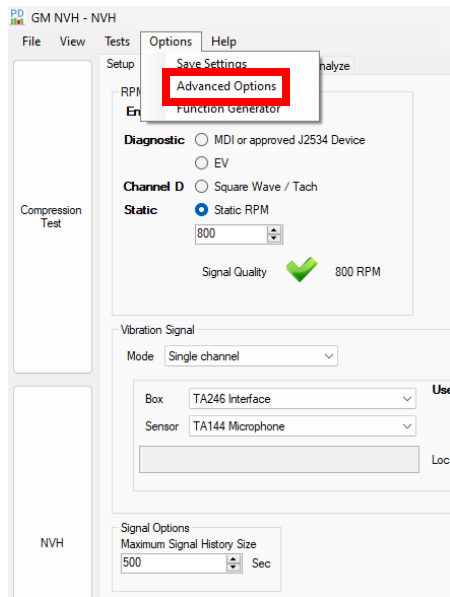 PD GM NVH - NVH
File View Tests Options Help
Setup nalyze
Save Settings
Advanced Options
Function Generator
RPM
En
Diagnostic MDI or approved J2534 Device
EV
Channel D Square Wave / Tach
Static Static RPM
800
Signal Quality 800 RPM
Compression
Test
Vibration Signal
Mode Single channel
Box TA246 Interface
Use
Sensor TA144 Microphone
Loc
NVH
Signal Options
Maximum Signal History Size
500 Sec